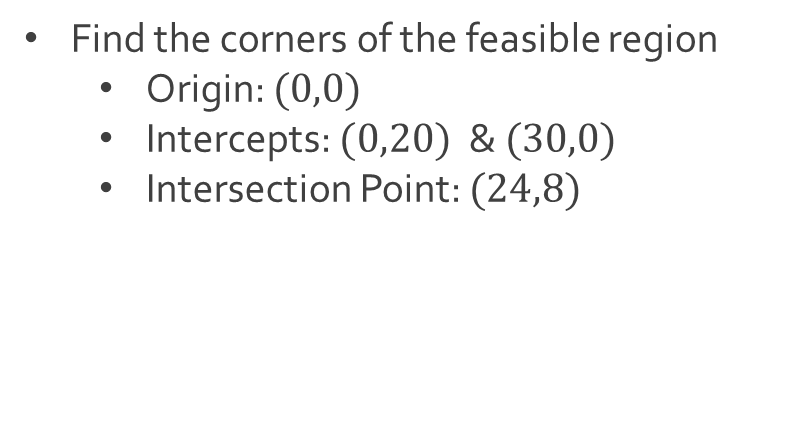 • Find the corners of the feasible region
• Origin: (0,0)
• Intercepts: (0,20) & (30,0)
• Intersection Point: (24,8)